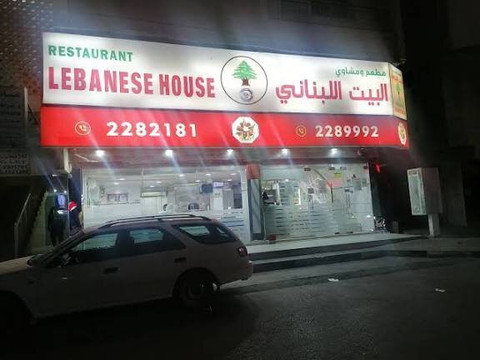 RESTAURANT
مطعم ومشاوي
LEBANESE HOUSE
البيت اللبناني
2282181
2289992